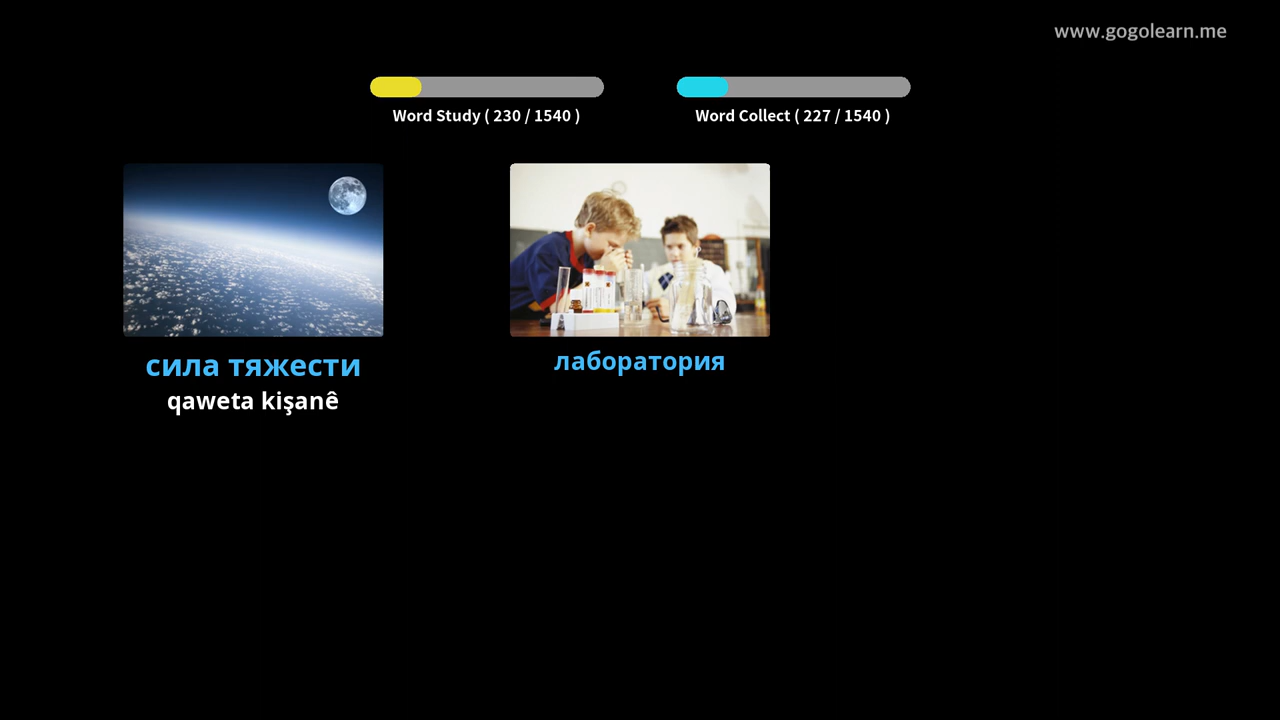 www.gogolearn.me
Word Study ( 230 / 1540 )
Word Collect ( 227 / 1540 )
сила тяжести
qaweta kişanê
лаборатория